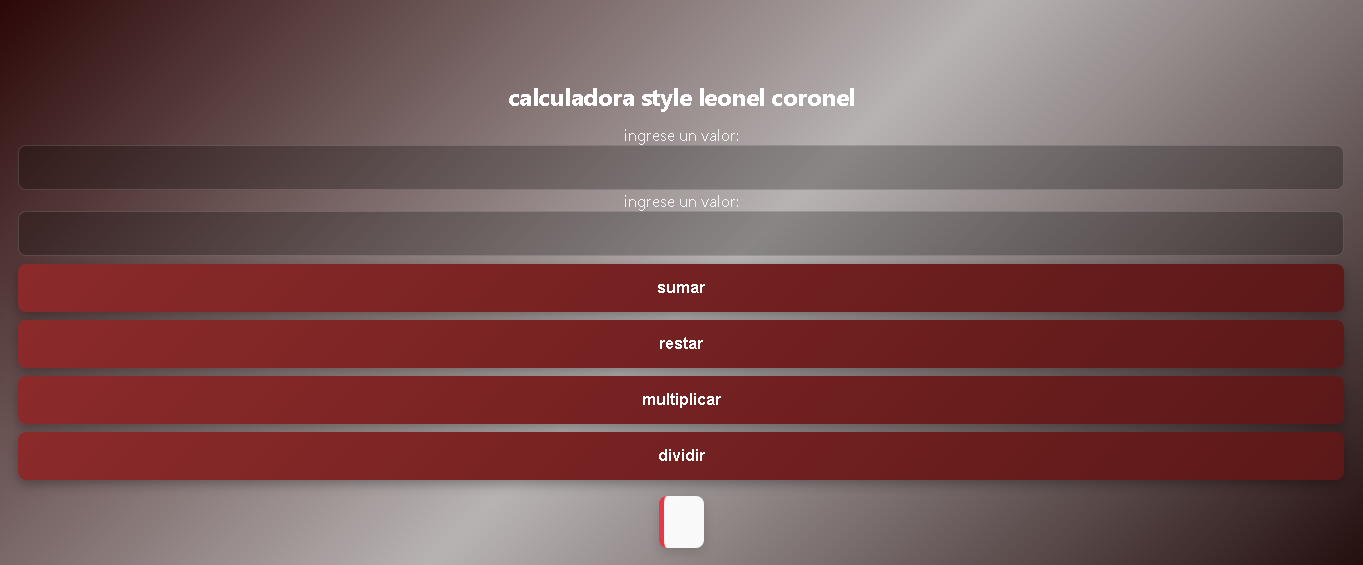 calculadora style leonel coronel
ingrese un valor:
ingrese un valor:
sumar
restar
multiplicar
dividir